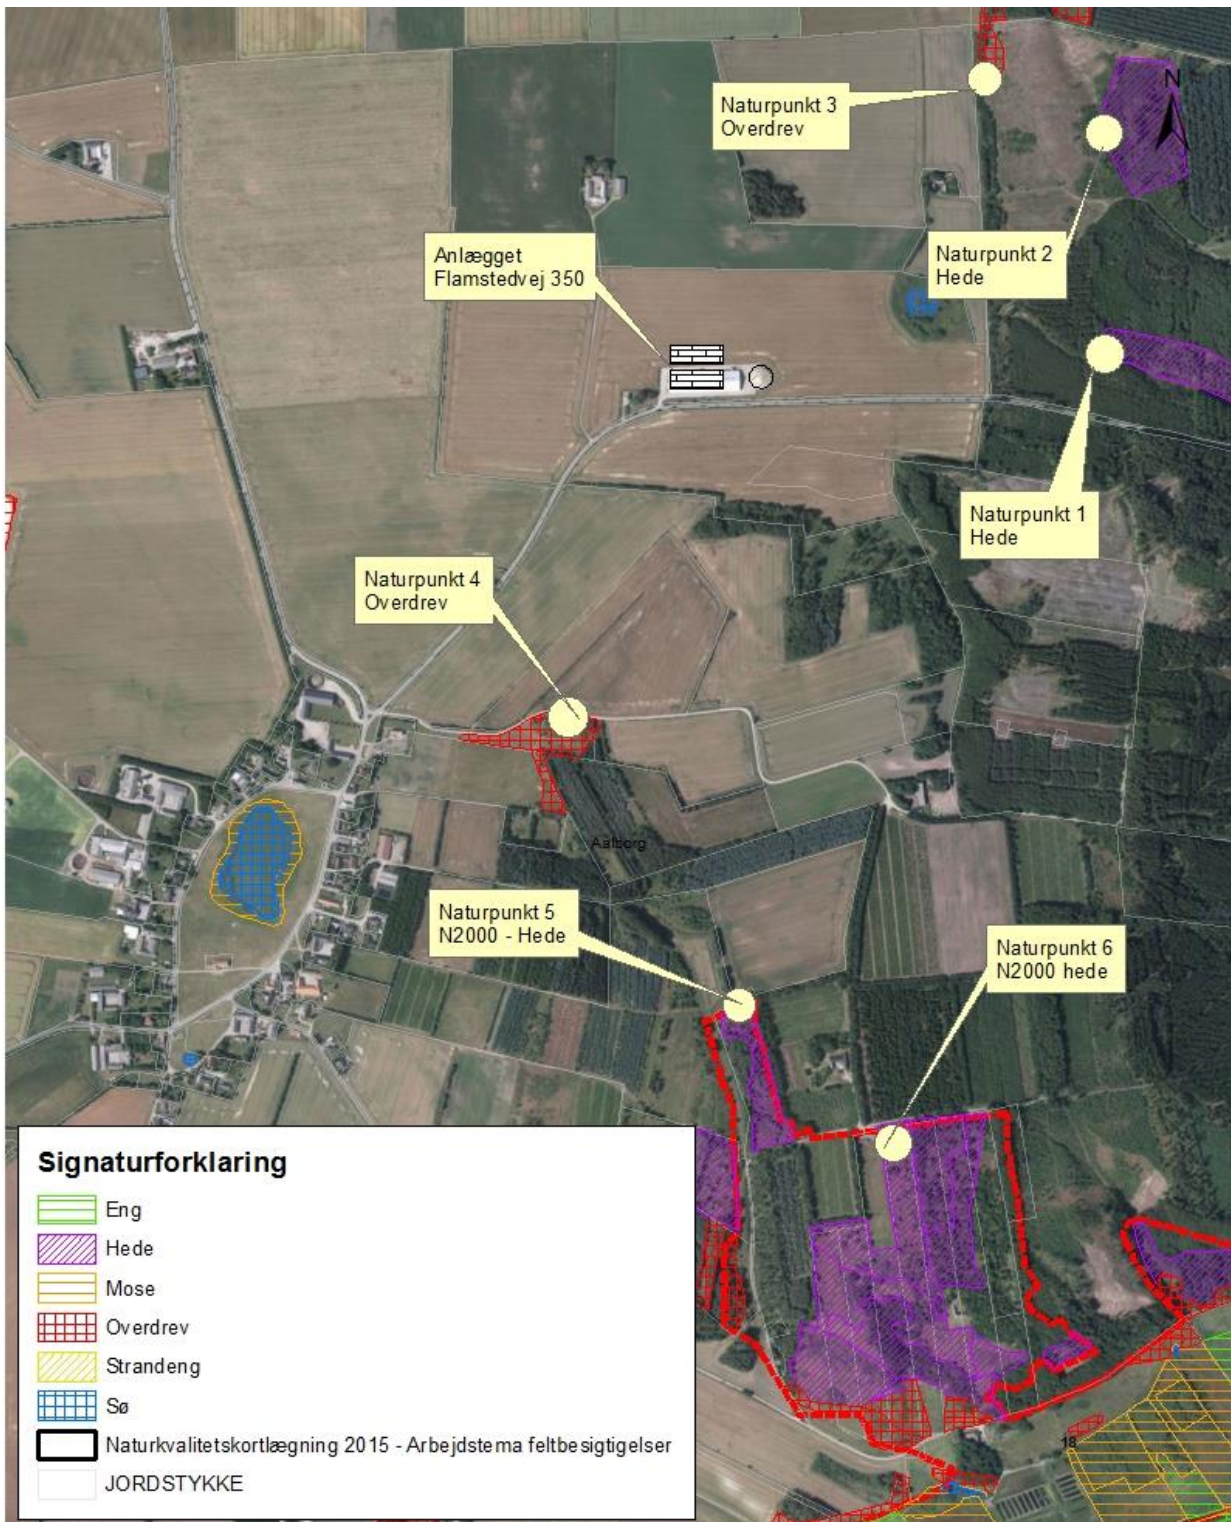 Naturpunkt 3
Overdrev
N
Anlægget
Flamstedvej 350
Naturpunkt 2
Hede
Naturpunkt 1
Hede
Naturpunkt 4
Overdrev
Aalborg
Naturpunkt 5
N2000 - Hede
Naturpunkt 6
N2000 hede
Signaturforklaring
Eng
Hede
Mose
Overdrev
Strandeng
Sø
Naturkvalitetskortlægning 2015 - Arbejdstema feltbesigtigelser
JORDSTYKKE
18